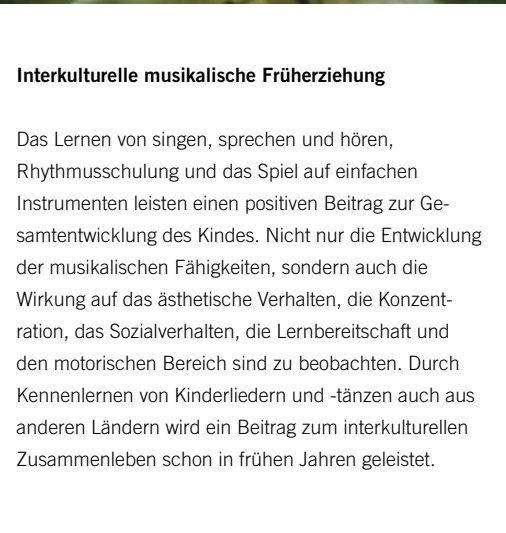 Interkulturelle musikalische Früherziehung
Das Lernen von singen, sprechen und hören,
Rhythmusschulung und das Spiel auf einfachen
Instrumenten leisten einen positiven Beitrag zur Ge-
samtentwicklung des Kindes. Nicht nur die Entwicklung
der musikalischen Fähigkeiten, sondern auch die
Wirkung auf das ästhetische Verhalten, die Konzent-
ration, das Sozialverhalten, die Lernbereitschaft und
den motorischen Bereich sind zu beobachten. Durch
Kennenlernen von Kinderliedern und -tänzen auch aus
anderen Ländern wird ein Beitrag zum interkulturellen
Zusammenleben schon in frühen Jahren geleistet.